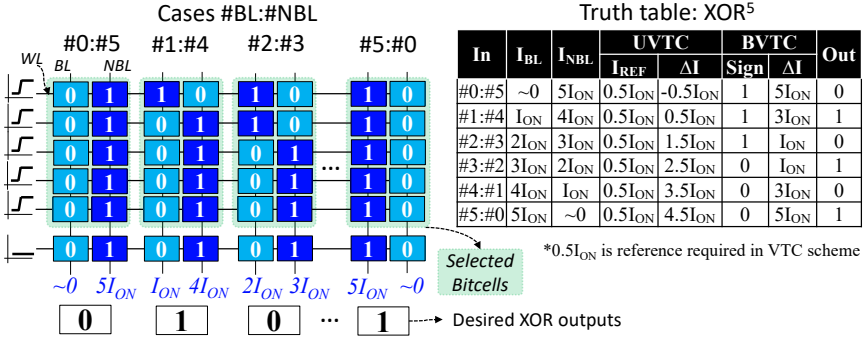 Cases #BL:#NBL
#0:#5 #1:#4 #2:#3 #5:#0
WL BL NBL
0 1 1 0 1 0 1 0
0 1 0 1 1 0 1 0
0 1 0 1 0 1 1 0
...
0 1 0 1 0 1 1 0
0 1 0 1 0 1 1 0
0 1 0 1 0 1 1 0
Selected
Bitcells
~0 5I_ON I_ON 4I_ON 2I_ON 3I_ON 5I_ON ~0
0 1 0 ... 1 Desired XOR outputs
Truth table: XOR⁵
In I_BL I_NBL UVTC BVTC Out
I_REF ΔI Sign ΔI
#0:#5 ~0 5I_ON 0.5I_ON -0.5I_ON 1 5I_ON 0
#1:#4 I_ON 4I_ON 0.5I_ON 0.5I_ON 1 3I_ON 1
#2:#3 2I_ON 3I_ON 0.5I_ON 1.5I_ON 1 I_ON 0
#3:#2 3I_ON 2I_ON 0.5I_ON 2.5I_ON 0 I_ON 1
#4:#1 4I_ON I_ON 0.5I_ON 3.5I_ON 0 3I_ON 0
#5:#0 5I_ON ~0 0.5I_ON 4.5I_ON 0 5I_ON 1
*0.5I_ON is reference required in VTC scheme